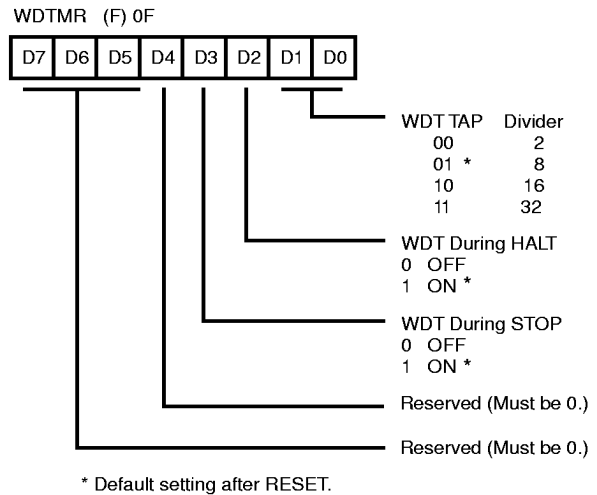 WDTMR (F) 0F
D7 D6 D5 D4 D3 D2 D1 D0
WDT TAP Divider
00 2
01 * 8
10 16
11 32
WDT During HALT
0 OFF
1 ON *
WDT During STOP
0 OFF
1 ON *
Reserved (Must be 0.)
Reserved (Must be 0.)
* Default setting after RESET.